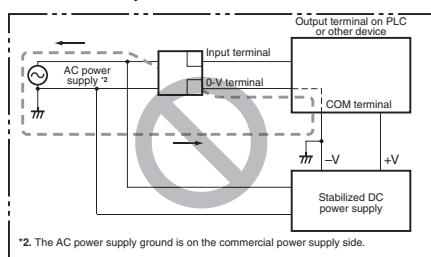 Output terminal on PLC
or other device
Input terminal
AC power
supply *2
0-V terminal
COM terminal
–V
+V
Stabilized DC
power supply
*2. The AC power supply ground is on the commercial power supply side.